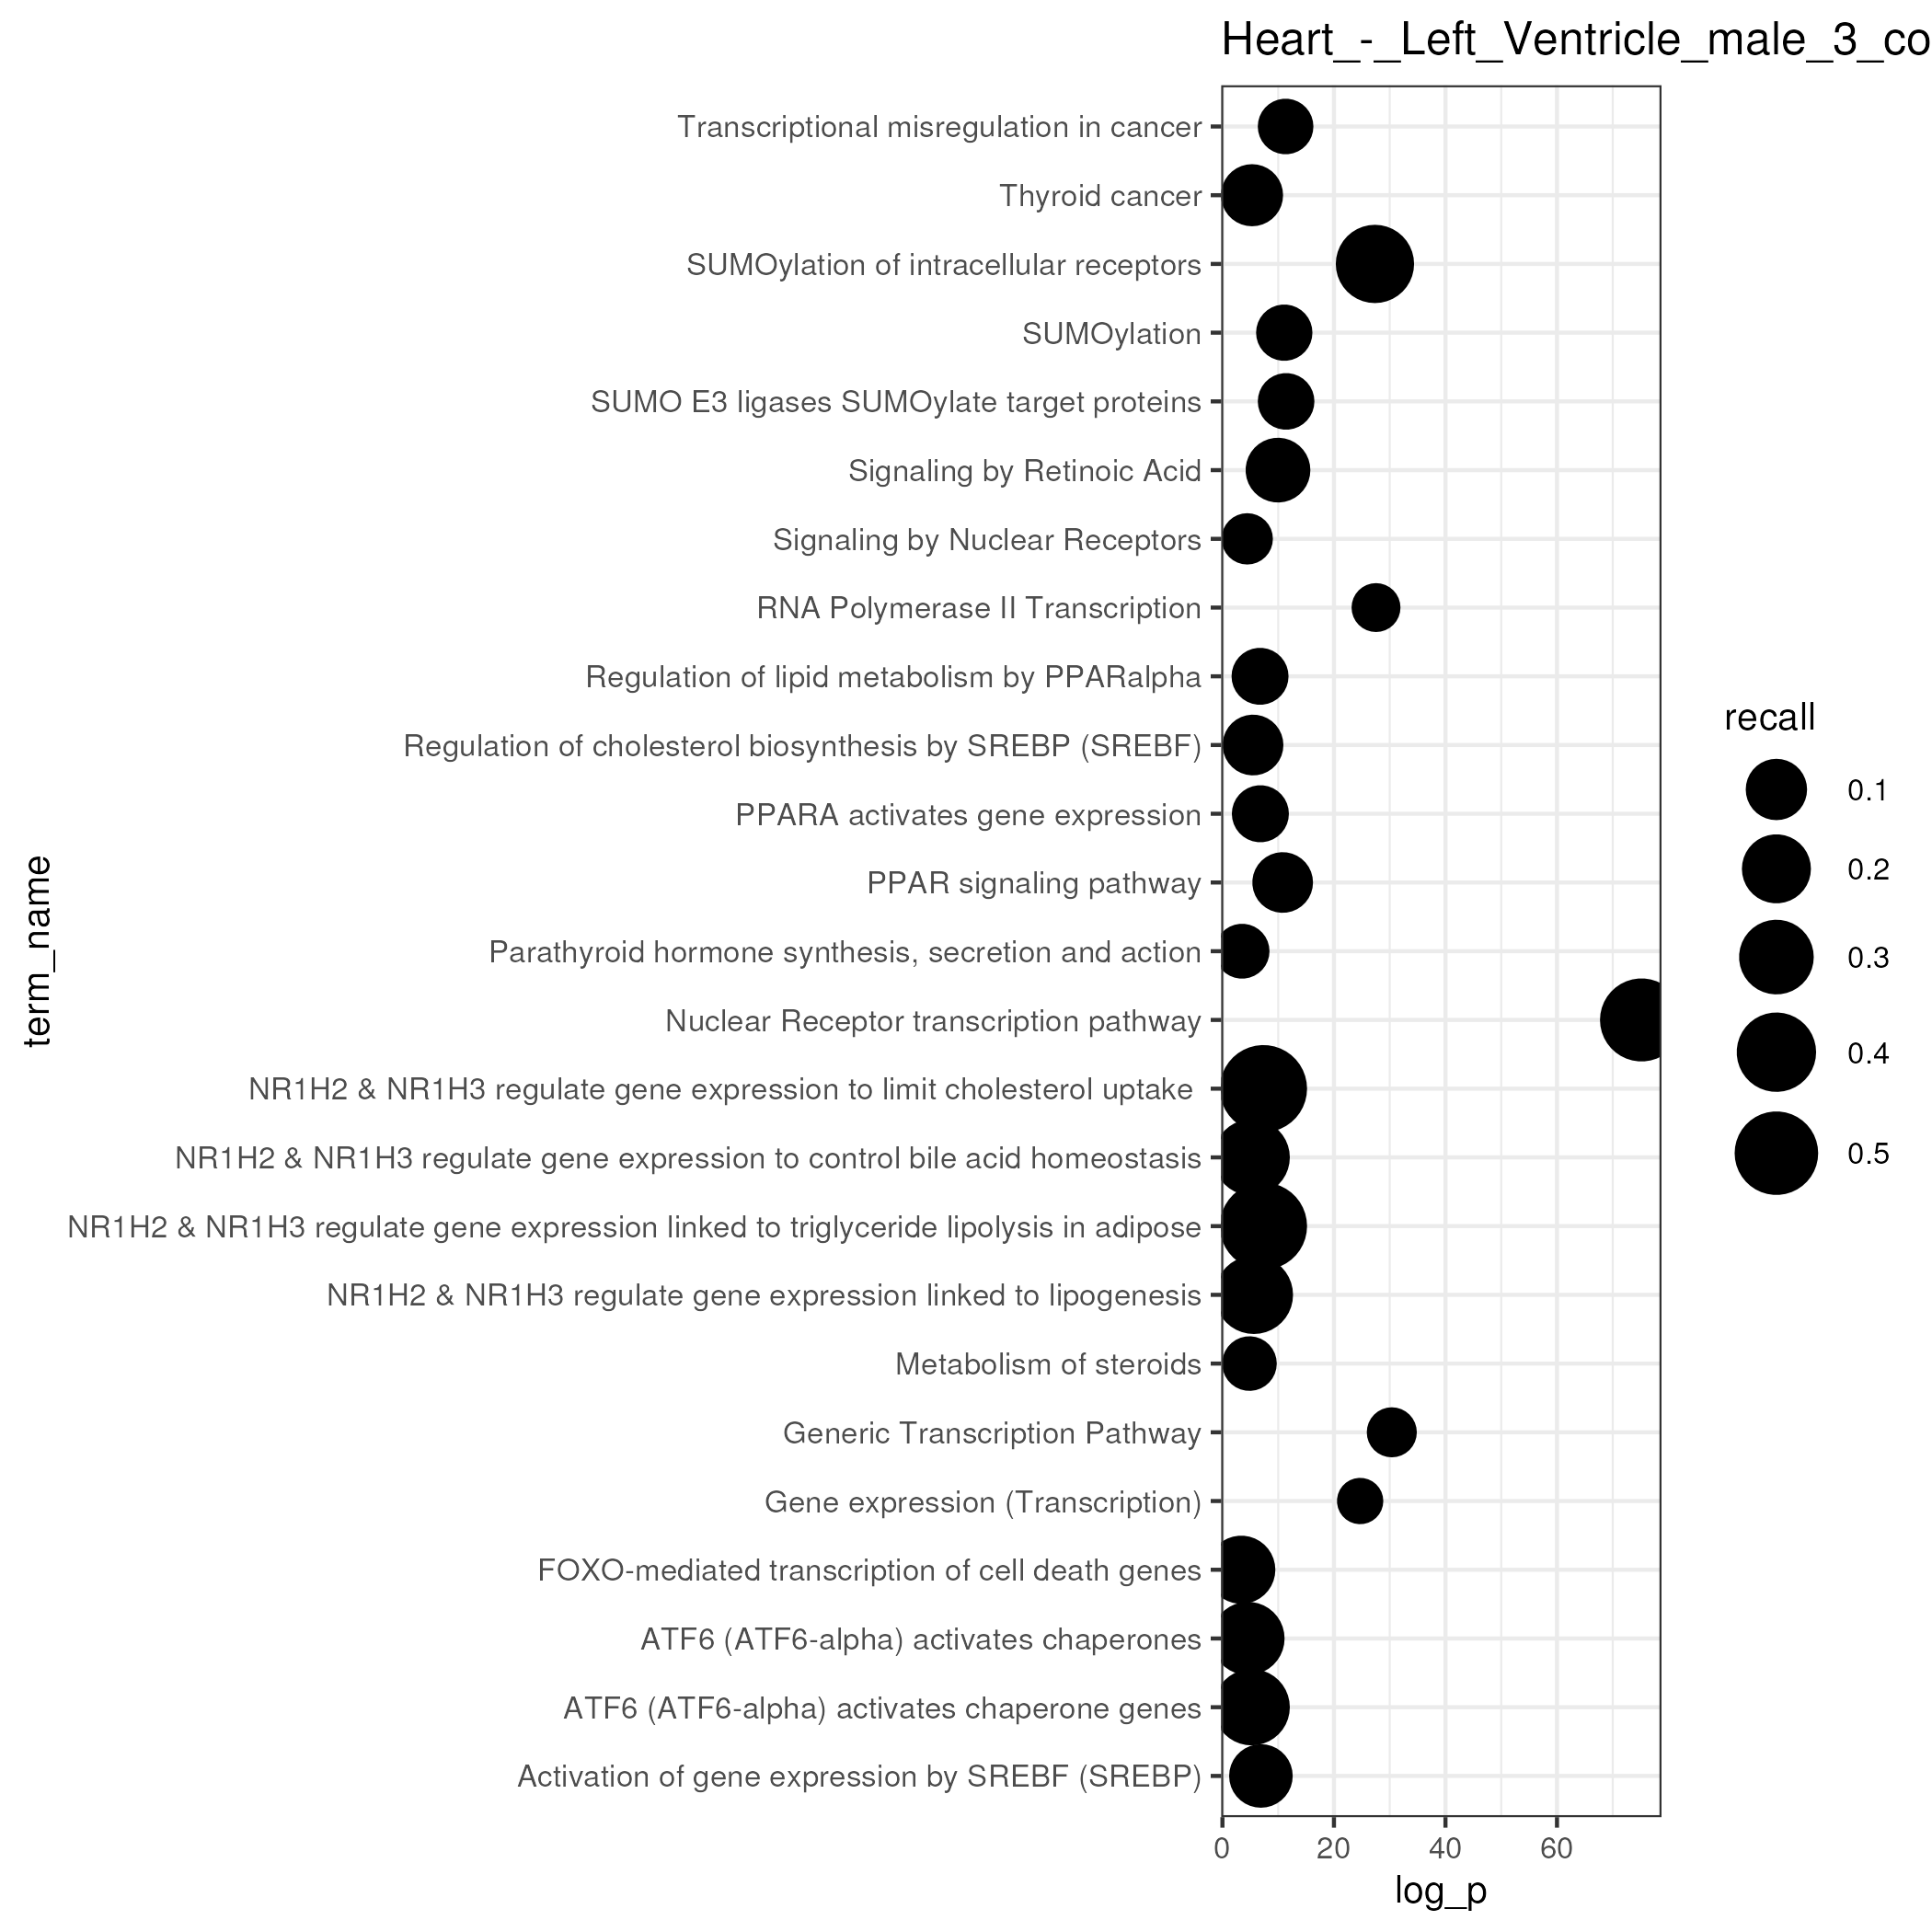 Heart_-_Left_Ventricle_male_3_co
Transcriptional misregulation in cancer
Thyroid cancer
SUMOylation of intracellular receptors
SUMOylation
SUMO E3 ligases SUMOylate target proteins
Signaling by Retinoic Acid
Signaling by Nuclear Receptors
RNA Polymerase II Transcription
Regulation of lipid metabolism by PPARalpha
Regulation of cholesterol biosynthesis by SREBP (SREBF)
PPARA activates gene expression
PPAR signaling pathway
Parathyroid hormone synthesis, secretion and action
Nuclear Receptor transcription pathway
NR1H2 & NR1H3 regulate gene expression to limit cholesterol uptake
NR1H2 & NR1H3 regulate gene expression to control bile acid homeostasis
NR1H2 & NR1H3 regulate gene expression linked to triglyceride lipolysis in adipose
NR1H2 & NR1H3 regulate gene expression linked to lipogenesis
Metabolism of steroids
Generic Transcription Pathway
Gene expression (Transcription)
FOXO-mediated transcription of cell death genes
ATF6 (ATF6-alpha) activates chaperones
ATF6 (ATF6-alpha) activates chaperone genes
Activation of gene expression by SREBF (SREBP)
term_name
0 20 40 60
log_p
recall
0.1
0.2
0.3
0.4
0.5